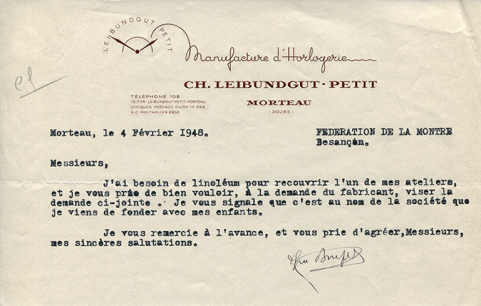 LEIBUNDGUT PETIT
Manufacture d'Horlogerie
CH. LEIBUNDGUT-PETIT
MORTEAU
(DOUBS)
TÉLÉPHONE 108
MORTEAU
Morteau, le 4 Février 1948.
FEDERATION DE LA MONTRE
Besançon.
Messieurs,
J'ai besoin de linoléum pour recouvrir l'un de mes ateliers,
et je vous prie de bien vouloir, à la demande du fabricant, viser la
demande ci-jointe . Je vous signale que c'est au nom de la société que
je viens de fonder avec mes enfants.
Je vous remercie à l'avance, et vous prie d'agréer,Messieurs,
mes sincères salutations.